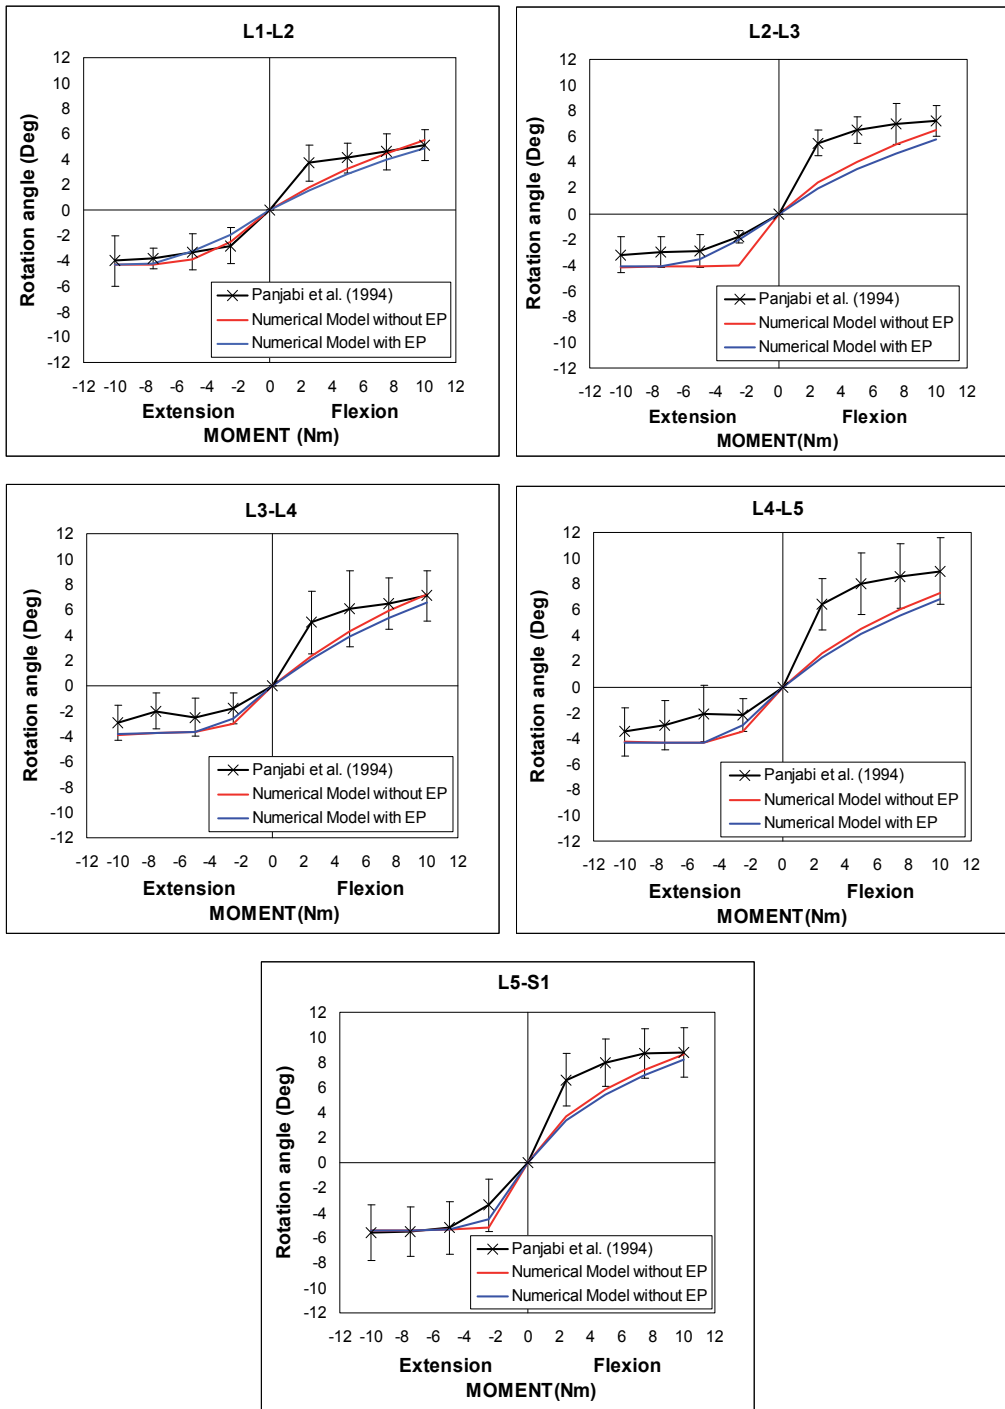 L1-L2
12
10
8
6
4
2
0
-2
-4
-6
-8
-10
-12
Rotation angle (Deg)
Panjabi et al. (1994)
Numerical Model without EP
Numerical Model with EP
-12 -10 -8 -6 -4 -2 0 2 4 6 8 10 12
Extension Flexion
MOMENT (Nm)
L2-L3
12
10
8
6
4
2
0
-2
-4
-6
-8
-10
-12
Rotation angle (Deg)
Panjabi et al. (1994)
Numerical Model without EP
Numerical Model with EP
-12 -10 -8 -6 -4 -2 0 2 4 6 8 10 12
Extension Flexion
MOMENT(Nm)
L3-L4
12
10
8
6
4
2
0
-2
-4
-6
-8
-10
-12
Rotation angle (Deg)
Panjabi et al. (1994)
Numerical Model without EP
Numerical Model with EP
-12 -10 -8 -6 -4 -2 0 2 4 6 8 10 12
Extension Flexion
MOMENT(Nm)
L4-L5
12
10
8
6
4
2
0
-2
-4
-6
-8
-10
-12
Rotation angle (Deg)
Panjabi et al. (1994)
Numerical Model without EP
Numerical Model with EP
-12 -10 -8 -6 -4 -2 0 2 4 6 8 10 12
Extension Flexion
MOMENT(Nm)
L5-S1
12
10
8
6
4
2
0
-2
-4
-6
-8
-10
-12
Rotation angle (Deg)
Panjabi et al. (1994)
Numerical Model without EP
Numerical Model without EP
-12 -10 -8 -6 -4 -2 0 2 4 6 8 10 12
Extension Flexion
MOMENT(Nm)